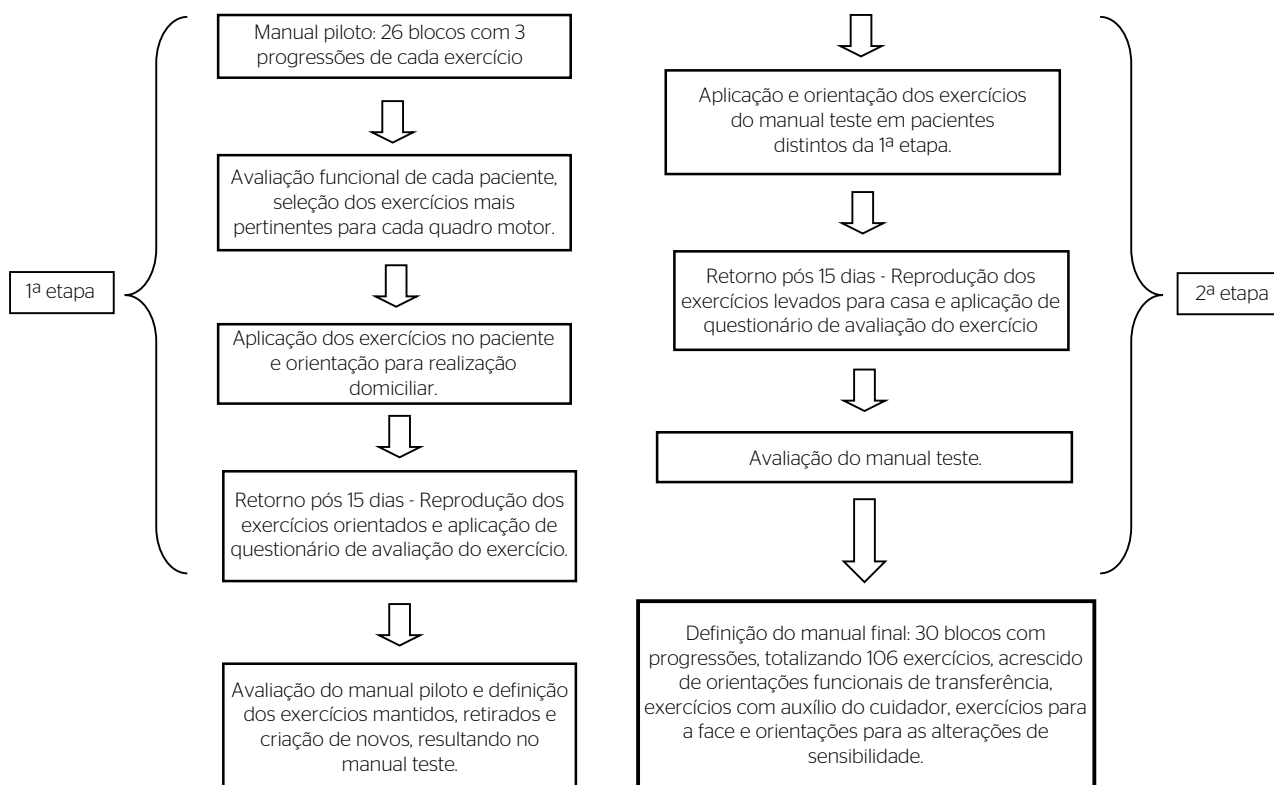 1ª etapa
Manual piloto: 26 blocos com 3
progressões de cada exercício
Avaliação funcional de cada paciente,
seleção dos exercícios mais
pertinentes para cada quadro motor.
Aplicação dos exercícios no paciente
e orientação para realização
domiciliar.
Retorno pós 15 dias - Reprodução dos
exercícios orientados e aplicação de
questionário de avaliação do exercício.
Avaliação do manual piloto e definição
dos exercícios mantidos, retirados e
criação de novos, resultando no
manual teste.
2ª etapa
Aplicação e orientação dos exercícios
do manual teste em pacientes
distintos da 1ª etapa.
Retorno pós 15 dias - Reprodução dos
exercícios levados para casa e aplicação de
questionário de avaliação do exercício
Avaliação do manual teste.
Definição do manual final: 30 blocos com
progressões, totalizando 106 exercícios, acrescido
de orientações funcionais de transferência,
exercícios com auxílio do cuidador, exercícios para
a face e orientações para as alterações de
sensibilidade.